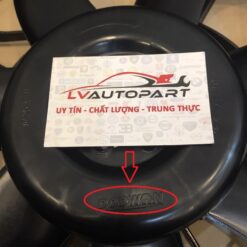 LVAUTOPART
UY TÍN - CHẤT LƯỢNG - TRUNG THỰC